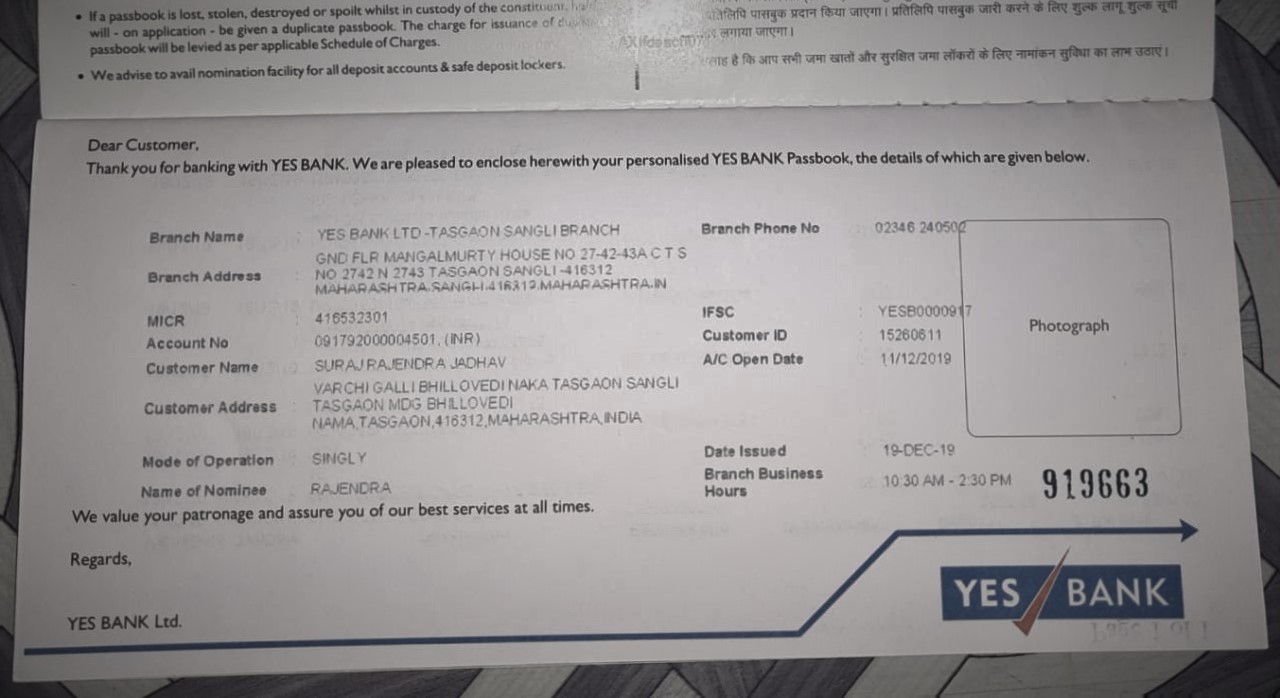 • If a passbook is lost, stolen, destroyed or spoilt whilst in custody of the constituent,
will - on application - be given a duplicate passbook. The charge for issuance of
passbook will be levied as per applicable Schedule of Charges.
• We advise to avail nomination facility for all deposit accounts & safe deposit lockers.
पासबुक प्रदान किया जाएगा। प्रतिलिपि पासबुक जारी करने के लिए शुल्क लागू शुल्क सूची
लगाया जाएगा।
है कि आप सभी जमा खातों और सुरक्षित जमा लॉकरों के लिए नामांकन सुविधा का लाभ उठाएं।
Dear Customer,
Thank you for banking with YES BANK. We are pleased to enclose herewith your personalised YES BANK Passbook, the details of which are given below.
Branch Name : YES BANK LTD -TASGAON SANGLI BRANCH
Branch Phone No : 02346 240502
Branch Address : GND FLR MANGALMURTY HOUSE NO 27-42-43A C T S
NO 2742 N 2743 TASGAON SANGLI -416312
MAHARASHTRA.SANGLI.416312.MAHARASHTRA.IN
MICR : 416532301
IFSC : YESB0000917
Account No : 091792000004501, (INR)
Customer ID : 15260611
Customer Name : SURAJ RAJENDRA JADHAV
A/C Open Date : 11/12/2019
Photograph
Customer Address : VARCHI GALLI BHILLOVEDI NAKA TASGAON SANGLI
TASGAON MDG BHILLOVEDI
NAMA,TASGAON,416312,MAHARASHTRA,INDIA
Mode of Operation : SINGLY
Date Issued : 19-DEC-19
Name of Nominee : RAJENDRA
Branch Business
Hours : 10:30 AM - 2:30 PM
919663
We value your patronage and assure you of our best services at all times.
Regards,
YES BANK Ltd.
YES BANK